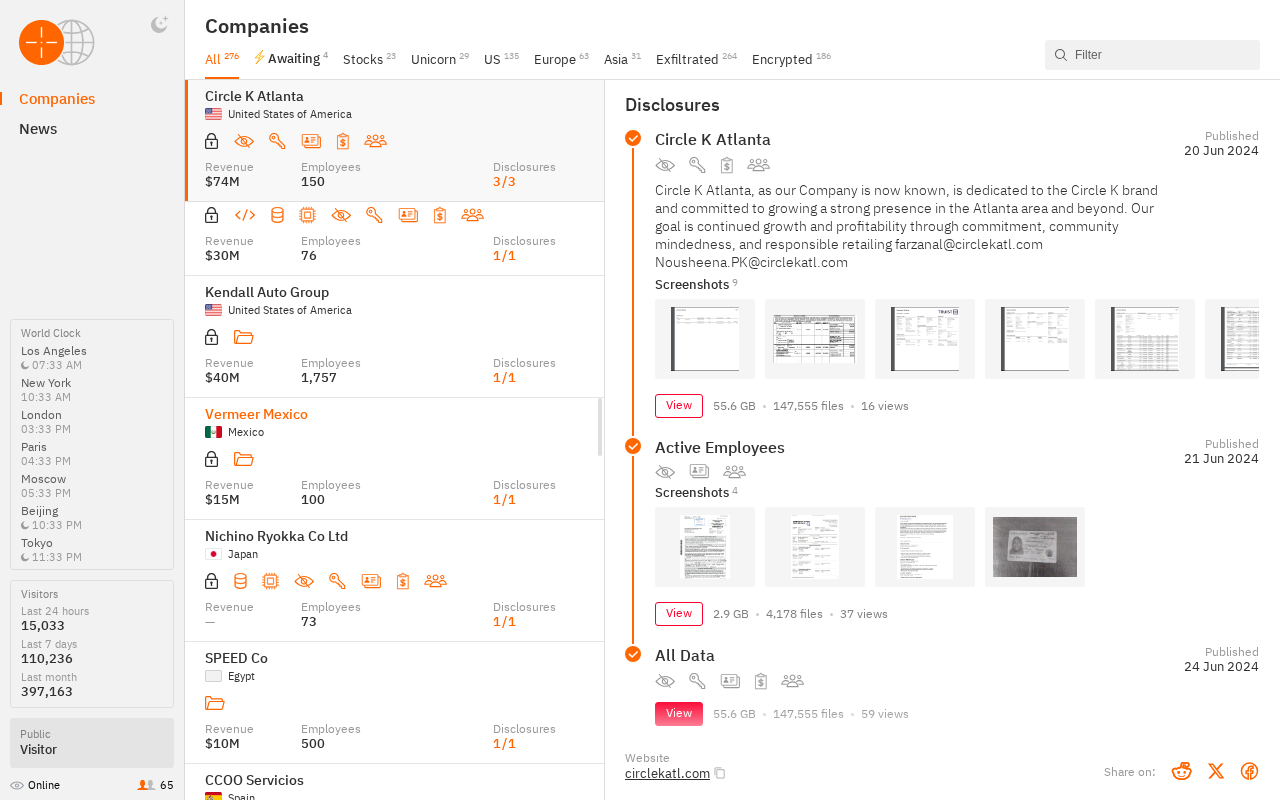 Companies
News
World Clock
Los Angeles
07:33 AM
New York
10:33 AM
London
03:33 PM
Paris
04:33 PM
Moscow
05:33 PM
Beijing
10:33 PM
Tokyo
11:33 PM
Visitors
Last 24 hours
15,033
Last 7 days
110,236
Last month
397,163
Public
Visitor
Online 65
Companies
All 276 Awaiting 4 Stocks 23 Unicorn 29 US 135 Europe 63 Asia 31 Exfiltrated 264 Encrypted 186
Filter
Circle K Atlanta
United States of America
Revenue Employees Disclosures
$74M 150 3/3
Revenue Employees Disclosures
$30M 76 1/1
Kendall Auto Group
United States of America
Revenue Employees Disclosures
$40M 1,757 1/1
Vermeer Mexico
Mexico
Revenue Employees Disclosures
$15M 100 1/1
Nichino Ryokka Co Ltd
Japan
Revenue Employees Disclosures
— 73 1/1
SPEED Co
Egypt
Revenue Employees Disclosures
$10M 500 1/1
CCOO Servicios
Spain
Disclosures
Circle K Atlanta
Published
20 Jun 2024
Circle K Atlanta, as our Company is now known, is dedicated to the Circle K brand
and committed to growing a strong presence in the Atlanta area and beyond. Our
goal is continued growth and profitability through commitment, community
mindedness, and responsible retailing farzanal@circlekatl.com
Nousheena.PK@circlekatl.com
Screenshots 9
TRUIST
View 55.6 GB • 147,555 files • 16 views
Active Employees
Published
21 Jun 2024
Screenshots 4
View 2.9 GB • 4,178 files • 37 views
All Data
Published
24 Jun 2024
View 55.6 GB • 147,555 files • 59 views
Website
circlekatl.com
Share on: